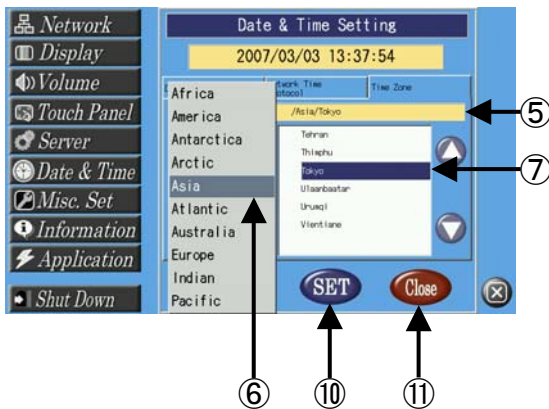 Network
Display
Volume
Touch Panel
Server
Date & Time
Misc. Set
Information
Application
Shut Down
Date & Time Setting
2007/03/03 13:37:54
Time Zone
/Asia/Tokyo
Africa
America
Antarctica
Arctic
Asia
Atlantic
Australia
Europe
Indian
Pacific
Tehran
Thimphu
Tokyo
Ulaanbaatar
Urumqi
Vientiane
SET
Close
⑤
⑦
⑥
⑩
⑪